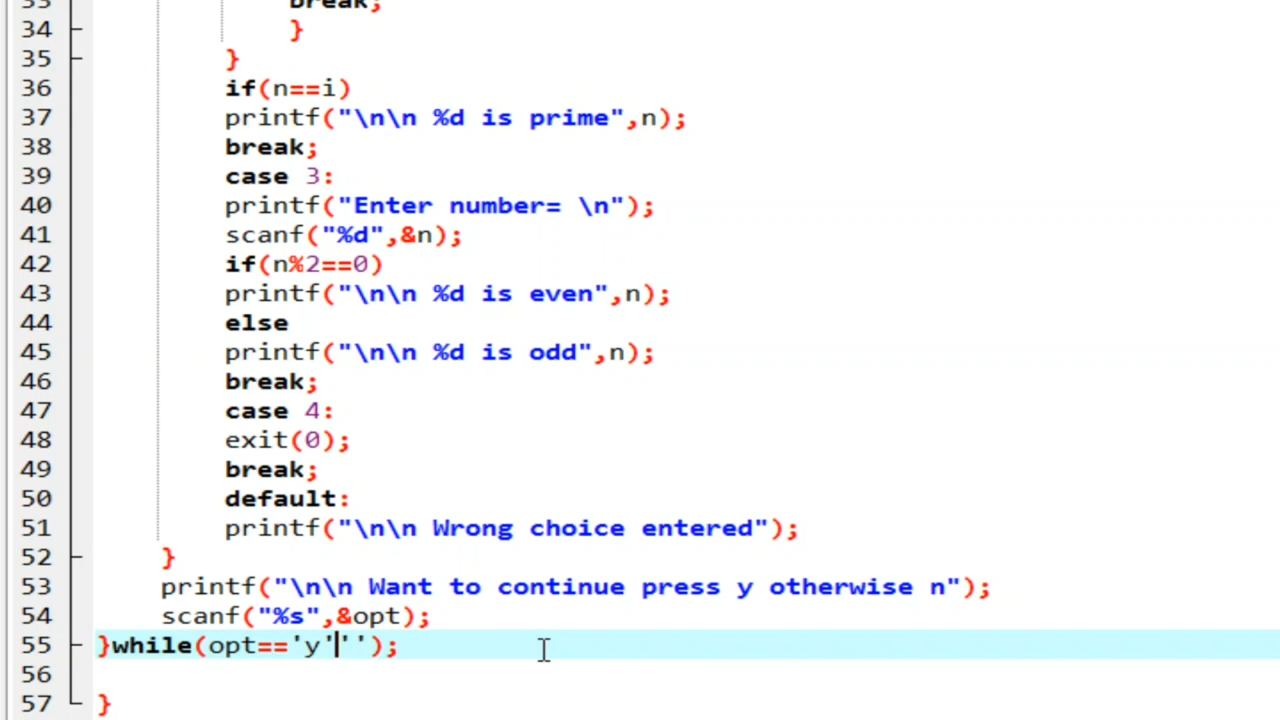 33 break;
34 }
35 }
36 if(n==i)
37 printf("\n\n %d is prime",n);
38 break;
39 case 3:
40 printf("Enter number= \n");
41 scanf("%d",&n);
42 if(n%2==0)
43 printf("\n\n %d is even",n);
44 else
45 printf("\n\n %d is odd",n);
46 break;
47 case 4:
48 exit(0);
49 break;
50 default:
51 printf("\n\n Wrong choice entered");
52 }
53 printf("\n\n Want to continue press y otherwise n");
54 scanf("%s",&opt);
55 }while(opt=='y''');
56
57 }